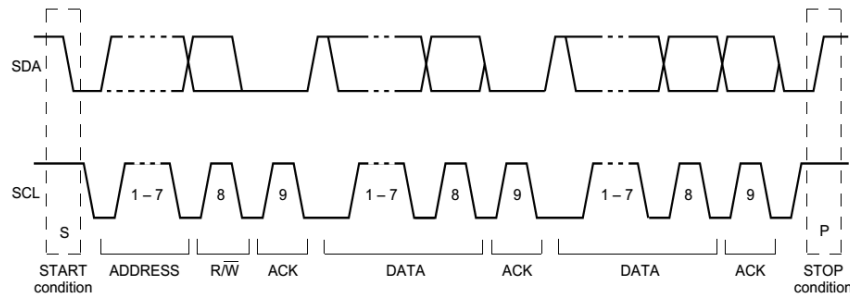 SDA
SCL
1 – 7
8
9
1 – 7
8
9
1 – 7
8
9
S
P
START
condition
ADDRESS
R/W̅
ACK
DATA
ACK
DATA
ACK
STOP
condition